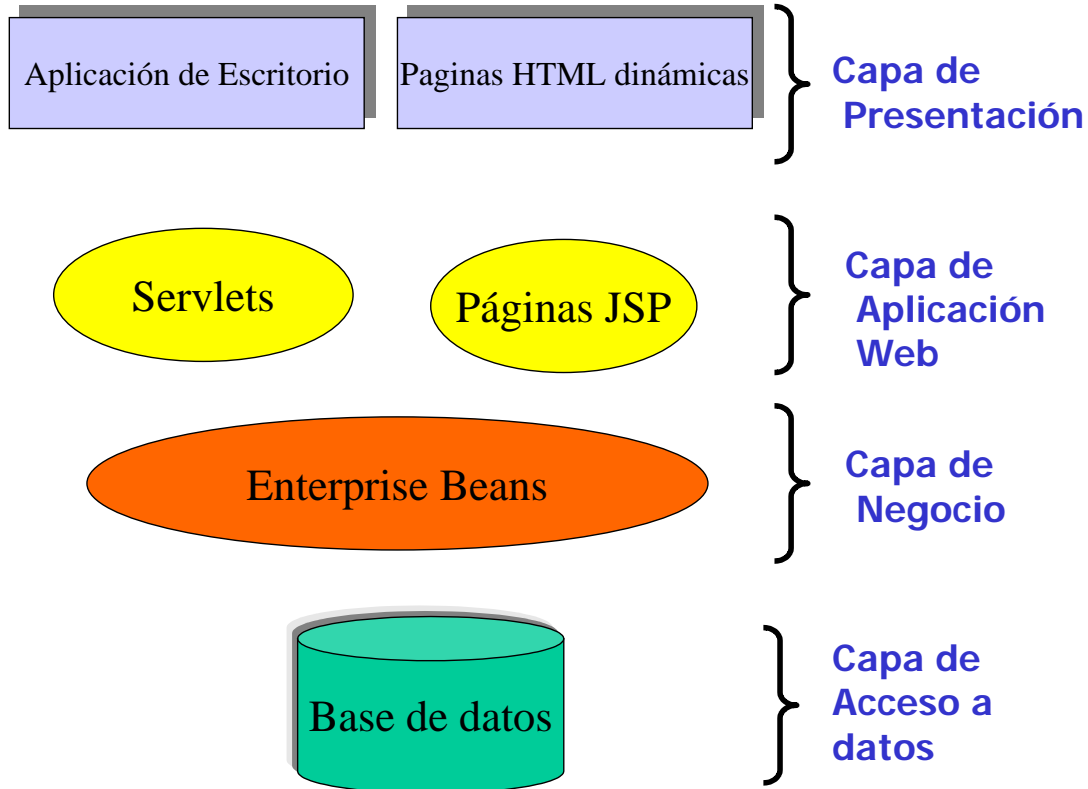 Aplicación de Escritorio
Paginas HTML dinámicas
Capa de
Presentación
Servlets
Páginas JSP
Capa de
Aplicación
Web
Enterprise Beans
Capa de
Negocio
Base de datos
Capa de
Acceso a
datos